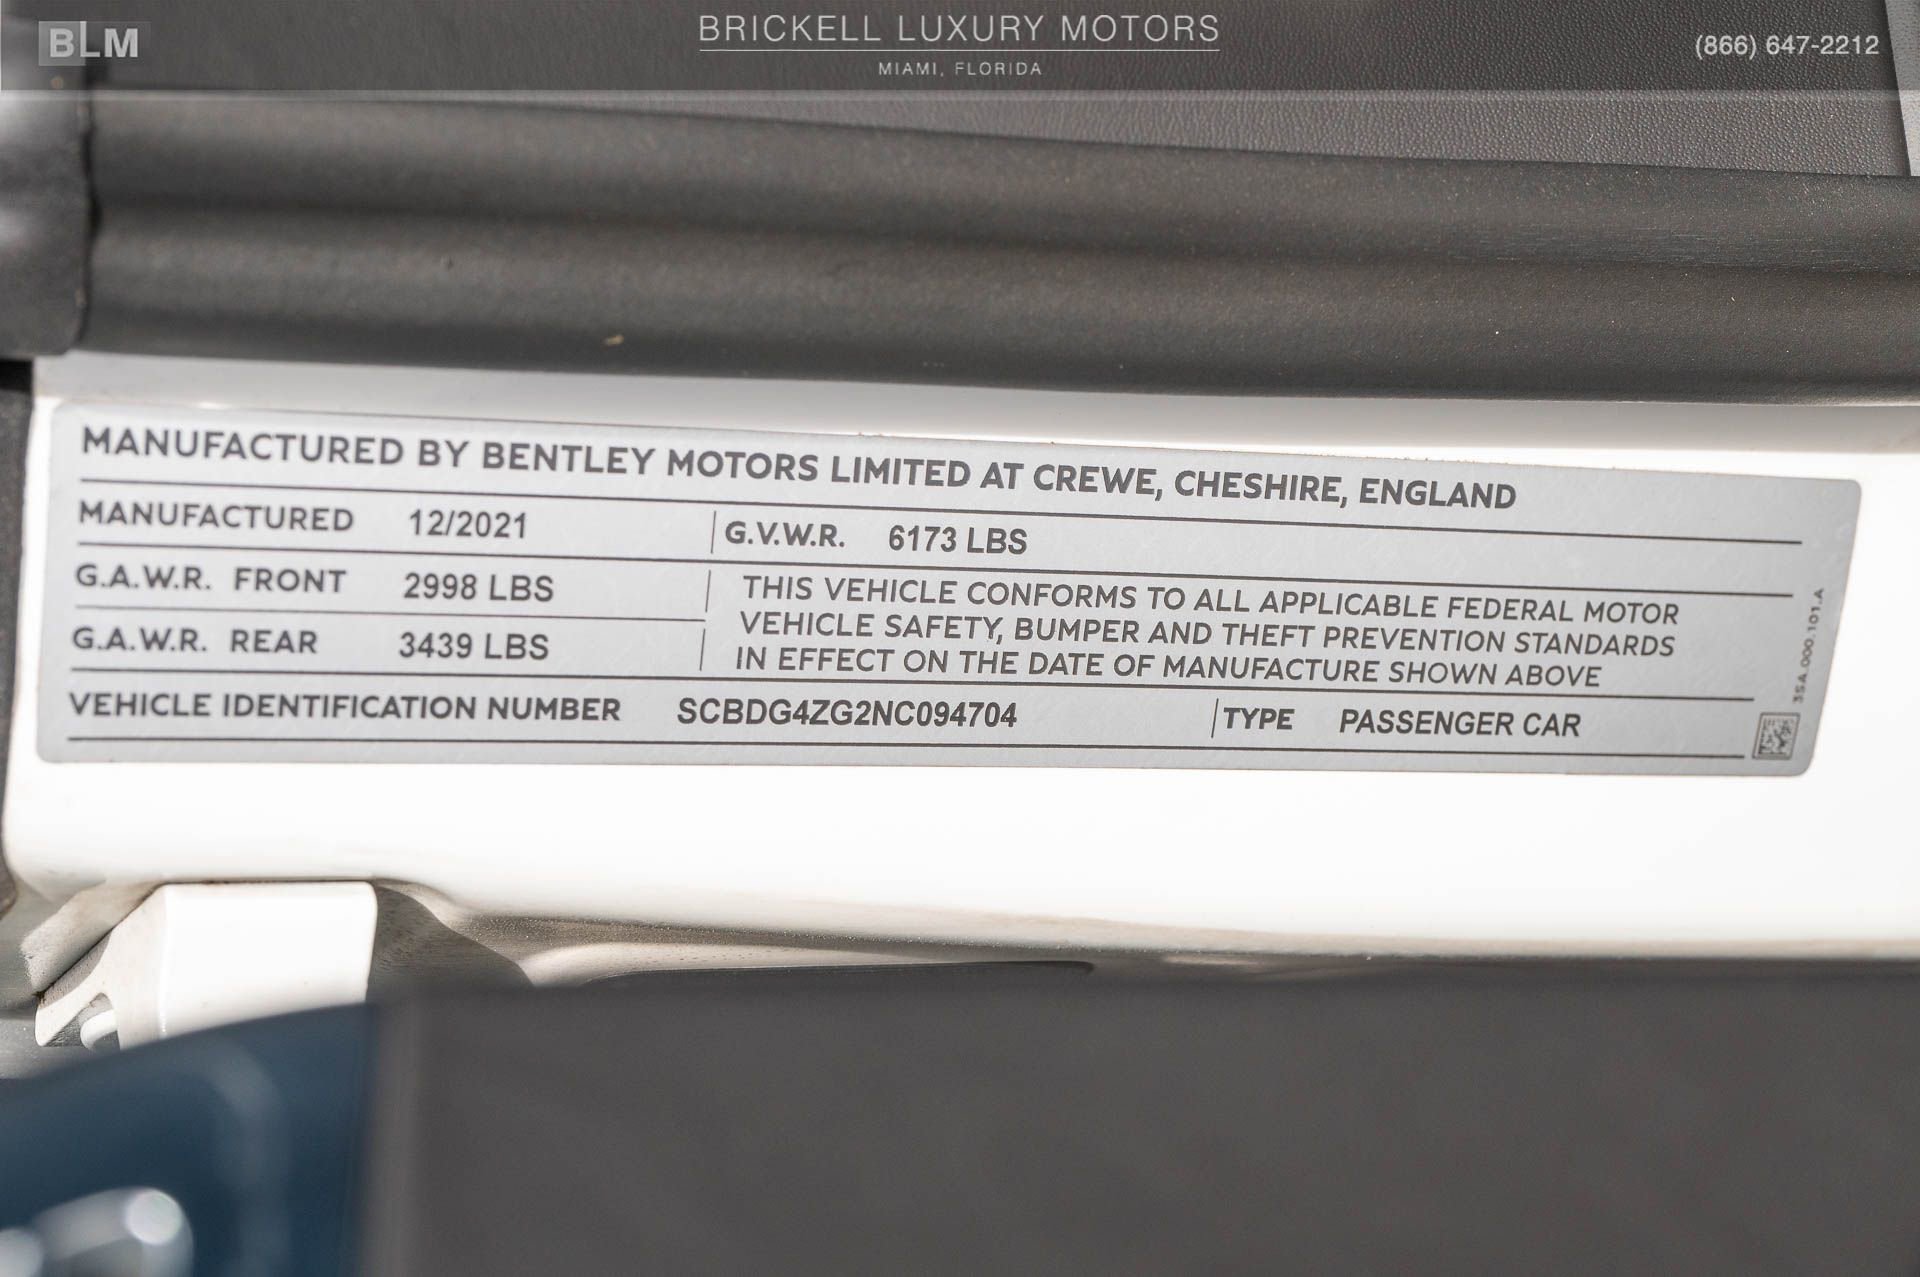 BLM
BRICKELL LUXURY MOTORS
MIAMI, FLORIDA
(866) 647-2212
MANUFACTURED BY BENTLEY MOTORS LIMITED AT CREWE, CHESHIRE, ENGLAND
MANUFACTURED 12/2021 G.V.W.R. 6173 LBS
G.A.W.R. FRONT 2998 LBS
G.A.W.R. REAR 3439 LBS
THIS VEHICLE CONFORMS TO ALL APPLICABLE FEDERAL MOTOR
VEHICLE SAFETY, BUMPER AND THEFT PREVENTION STANDARDS
IN EFFECT ON THE DATE OF MANUFACTURE SHOWN ABOVE
VEHICLE IDENTIFICATION NUMBER SCBDG4ZG2NC094704 TYPE PASSENGER CAR
3SA.000.101.A